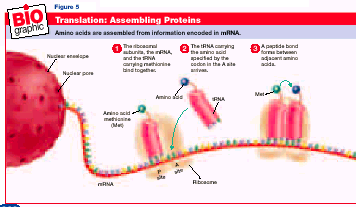 Figure 5
BIO
graphic
Translation: Assembling Proteins
Amino acids are assembled from information encoded in mRNA.
1 The ribosomal
subunits, the mRNA,
and the tRNA
carrying methionine
bind together.
2 The tRNA carrying
the amino acid
specified by the
codon in the A site
arrives.
3 A peptide bond
forms between
adjacent amino
acids.
Nuclear envelope
Nuclear pore
Amino acid
tRNA
Met
Amino acid
methionine
(Met)
P
site
A
site
mRNA
Ribosome